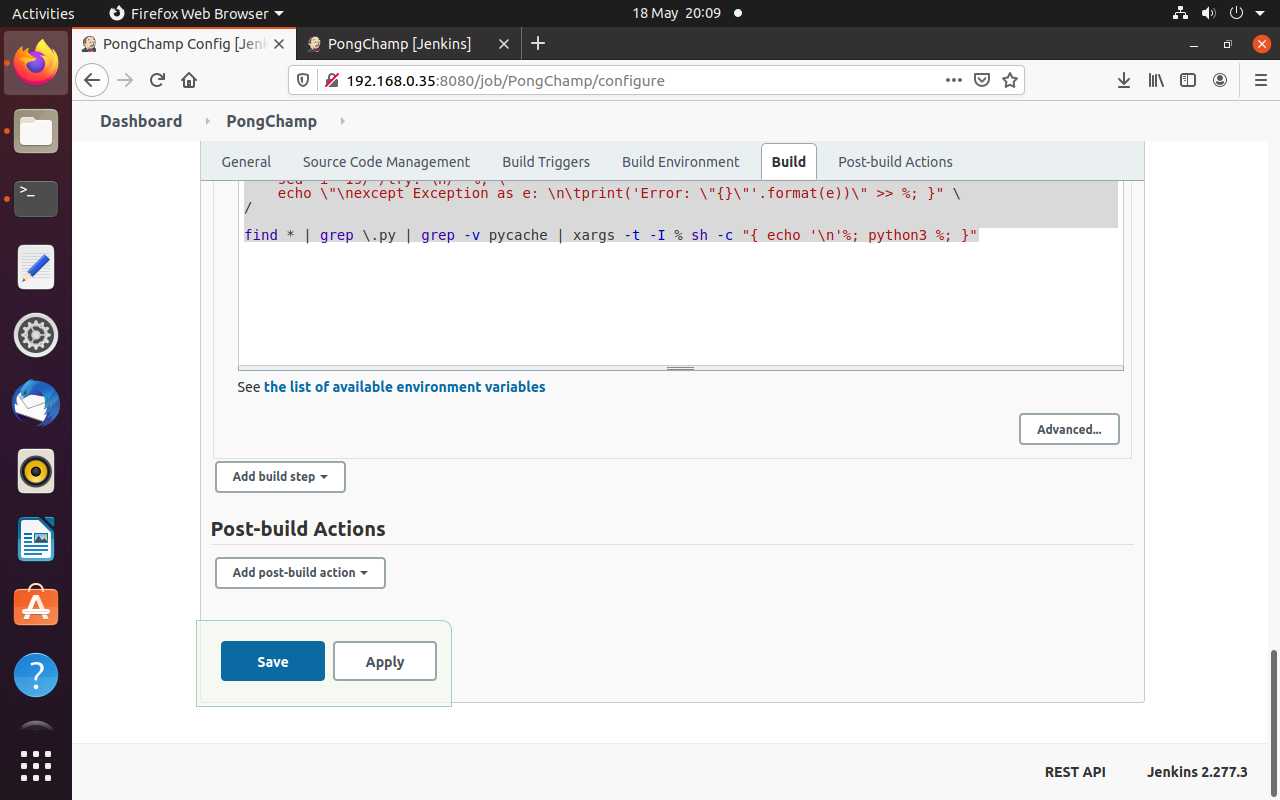 Activities
Firefox Web Browser
18 May 20:09
PongChamp Config [Jenk
PongChamp [Jenkins]
192.168.0.35:8080/job/PongChamp/configure
Dashboard
PongChamp
General
Source Code Management
Build Triggers
Build Environment
Build
Post-build Actions
echo \"\nexcept Exception as e: \n\tprint('Error: \"{}\"'.format(e))\" >> %; }" \
/
find * | grep \.py | grep -v pycache | xargs -t -I % sh -c "{ echo '\n'%; python3 %; }"
See the list of available environment variables
Advanced...
Add build step
Post-build Actions
Add post-build action
Save
Apply
REST API
Jenkins 2.277.3